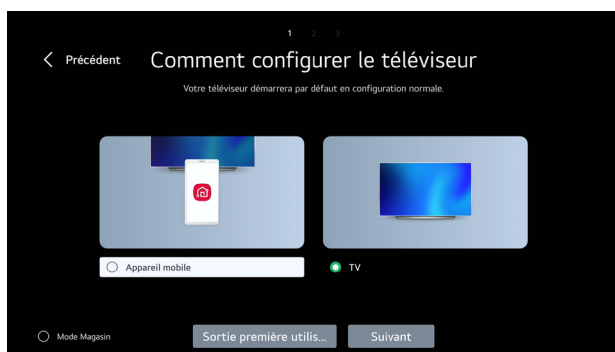 1 2 3
Précédent
Comment configurer le téléviseur
Votre téléviseur démarrera par défaut en configuration normale.
Appareil mobile
TV
Mode Magasin
Sortie première utilis...
Suivant